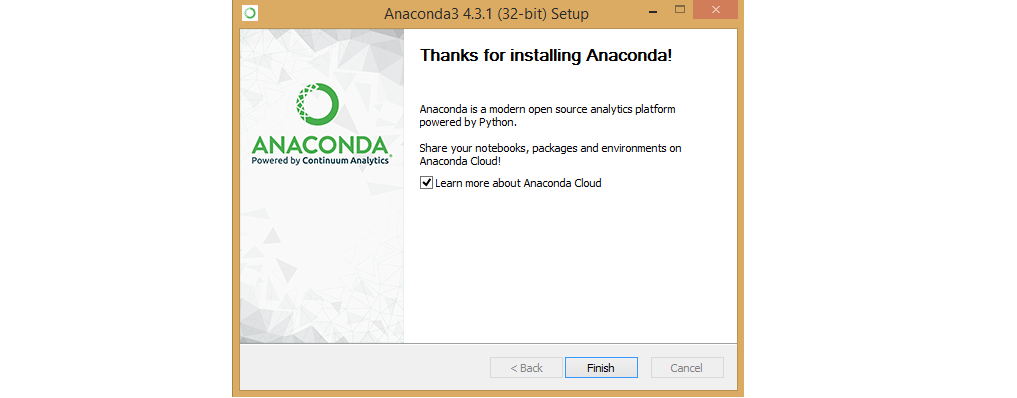 Anaconda3 4.3.1 (32-bit) Setup
Thanks for installing Anaconda!
ANACONDA
Powered by Continuum Analytics
Anaconda is a modern open source analytics platform
powered by Python.
Share your notebooks, packages and environments on
Anaconda Cloud!
Learn more about Anaconda Cloud
< Back
Finish
Cancel